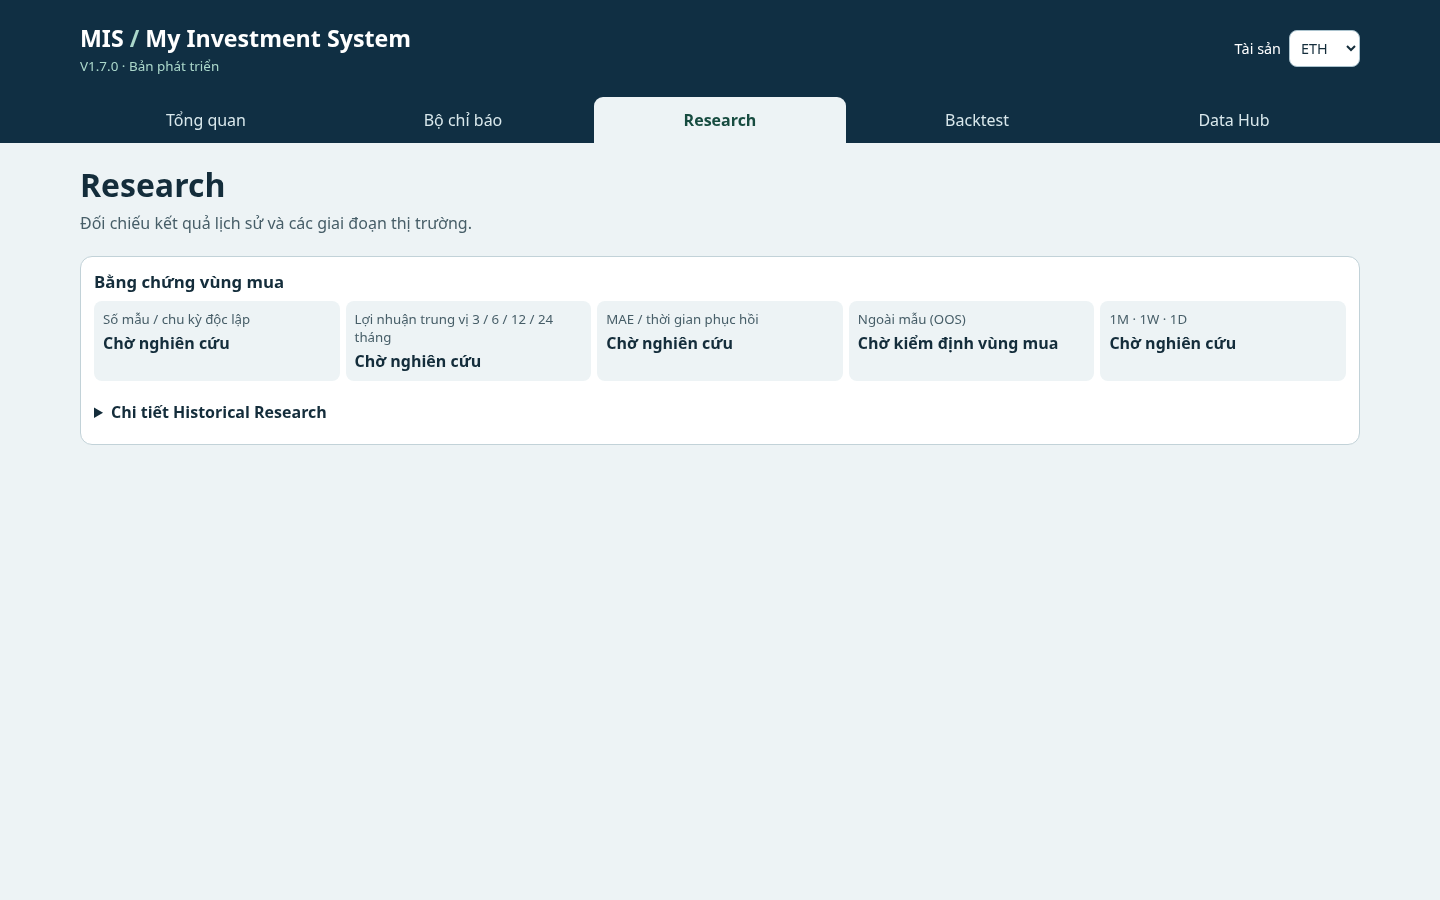 MIS / My Investment System
V1.7.0 · Bản phát triển
Tài sản ETH
Tổng quan Bộ chỉ báo Research Backtest Data Hub
Research
Đối chiếu kết quả lịch sử và các giai đoạn thị trường.
Bằng chứng vùng mua
Số mẫu / chu kỳ độc lập
Chờ nghiên cứu
Lợi nhuận trung vị 3 / 6 / 12 / 24
tháng
Chờ nghiên cứu
MAE / thời gian phục hồi
Chờ nghiên cứu
Ngoài mẫu (OOS)
Chờ kiểm định vùng mua
1M · 1W · 1D
Chờ nghiên cứu
Chi tiết Historical Research